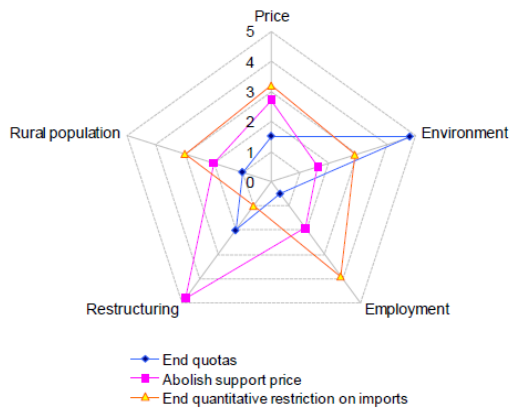 Price
5
4
3
2
1
0
Rural population
Environment
Restructuring
Employment
End quotas
Abolish support price
End quantitative restriction on imports